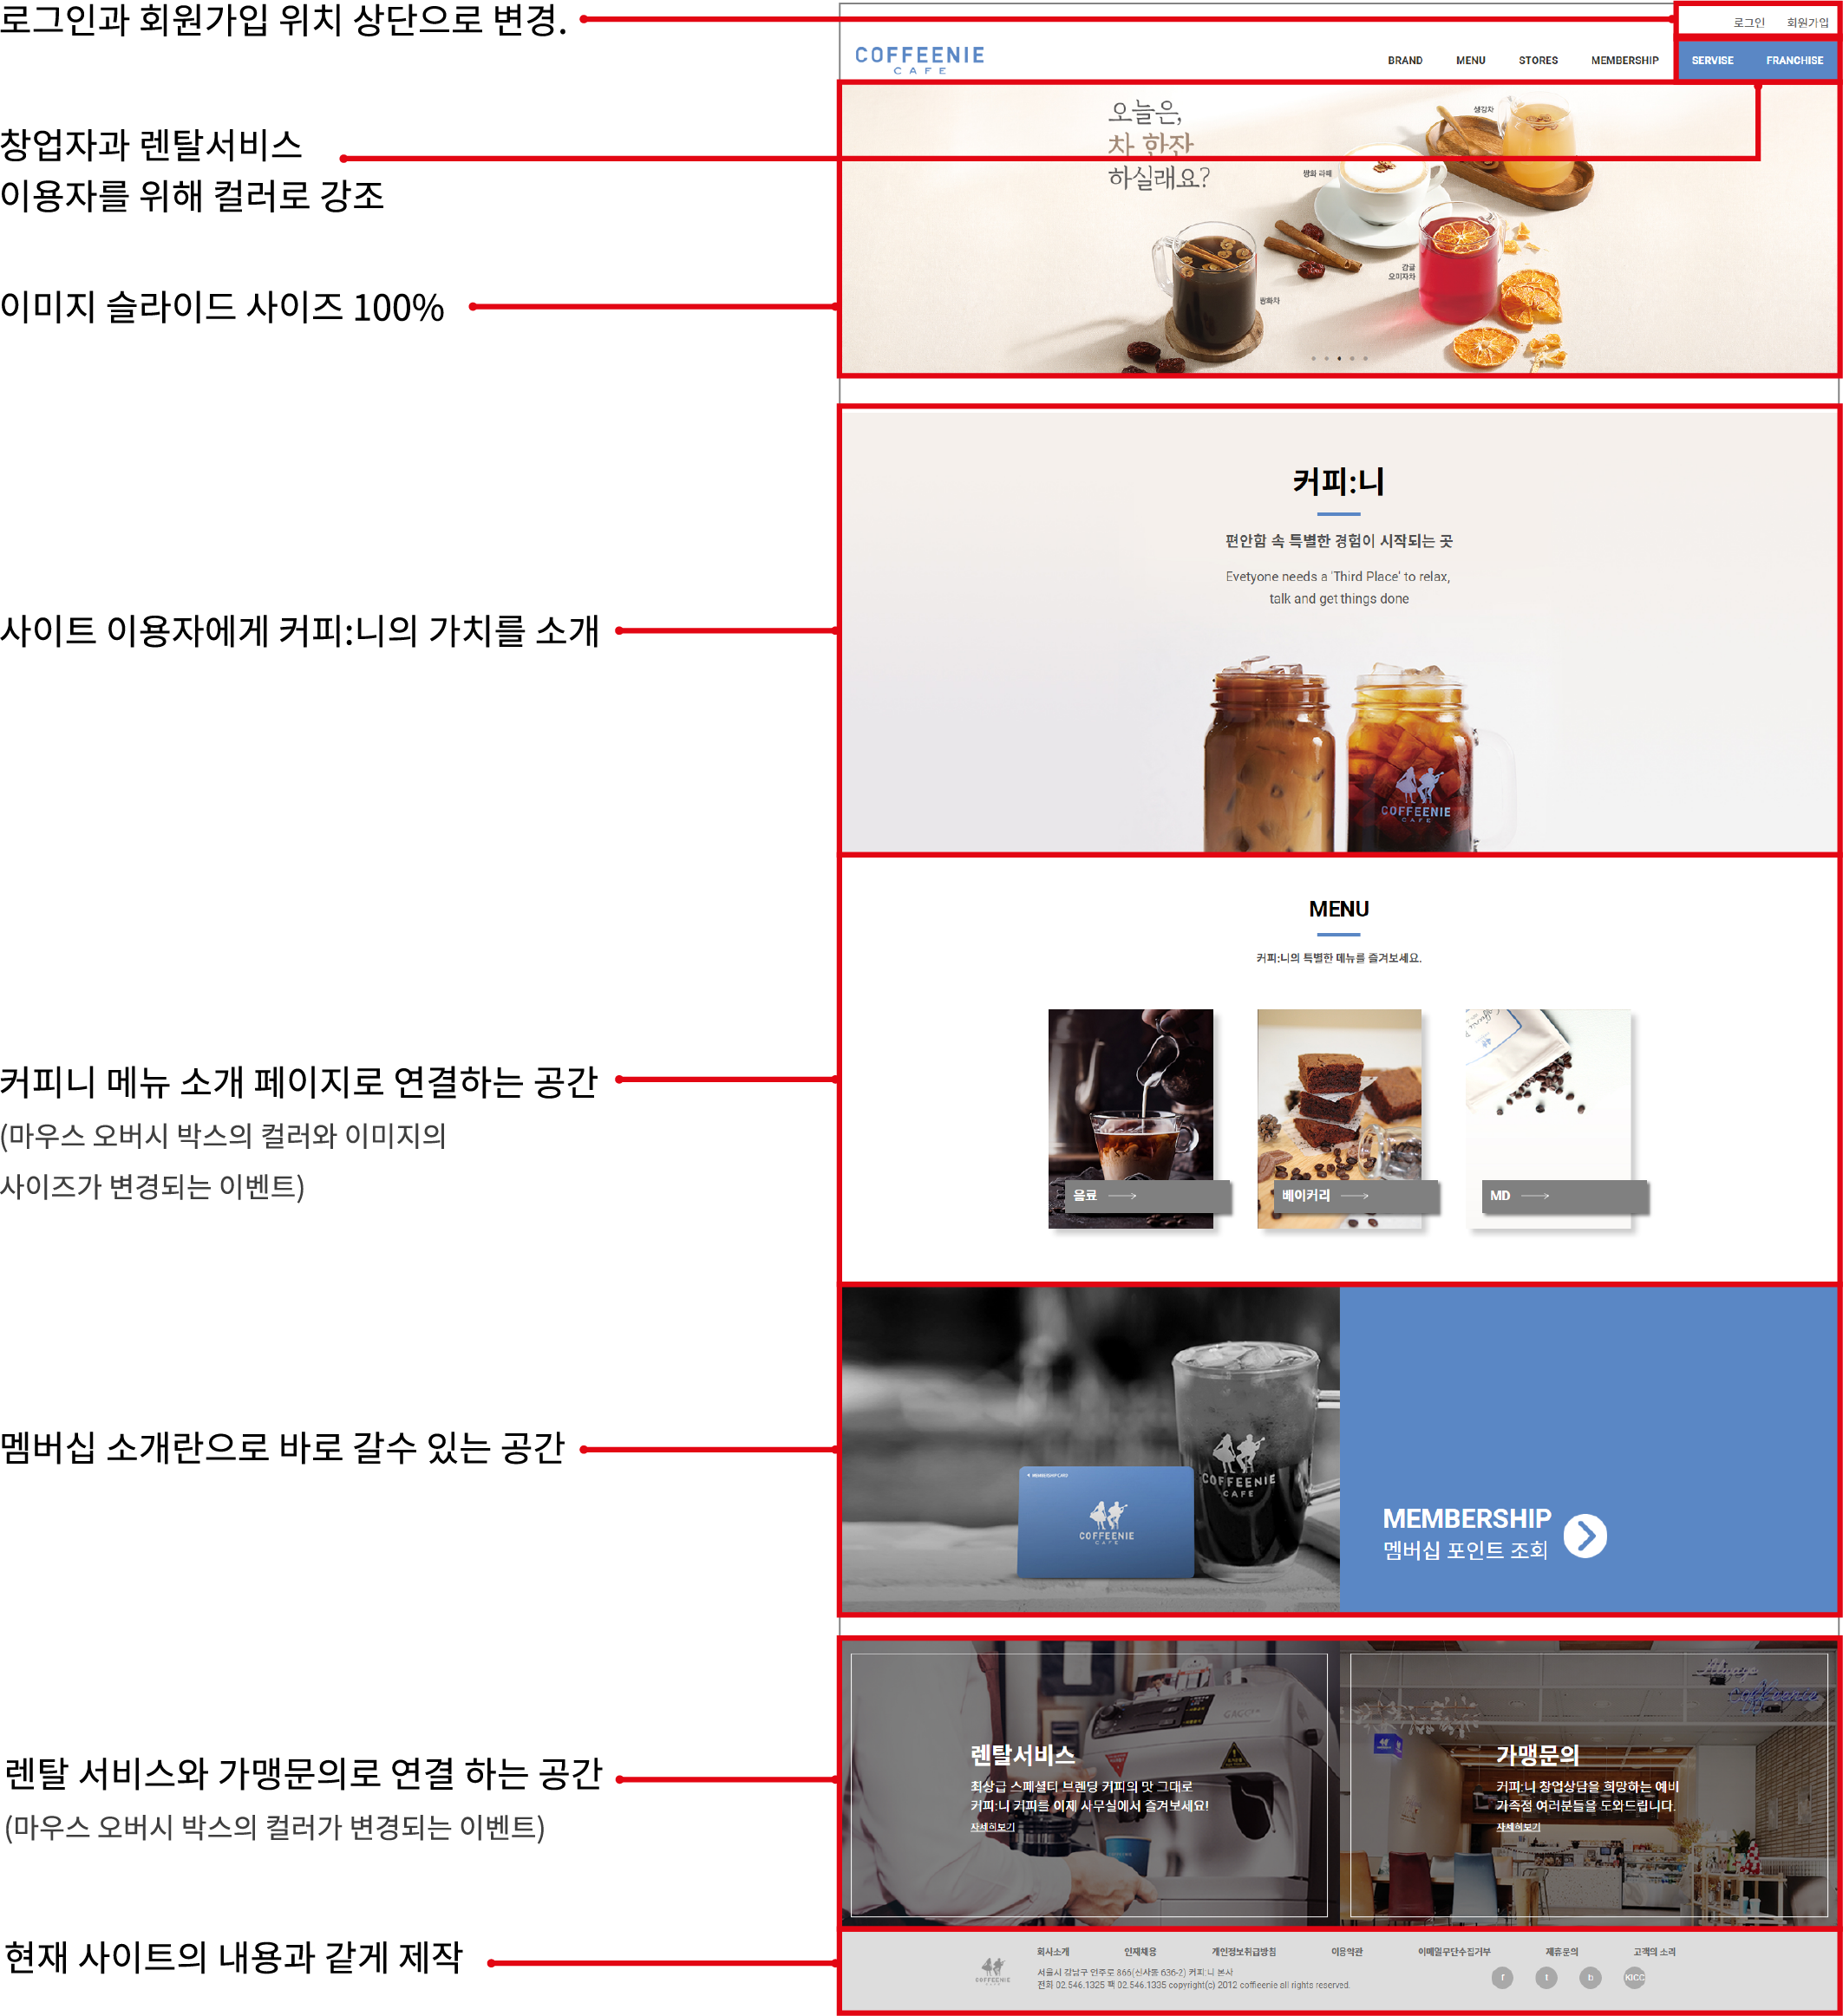 로그인과 회원가입 위치 상단으로 변경.
창업자과 렌탈서비스
이용자를 위해 컬러로 강조
이미지 슬라이드 사이즈 100%
사이트 이용자에게 커피:니의 가치를 소개
커피니 메뉴 소개 페이지로 연결하는 공간
(마우스 오버시 박스의 컬러와 이미지의
사이즈가 변경되는 이벤트)
멤버십 소개란으로 바로 갈수 있는 공간
렌탈 서비스와 가맹문의로 연결 하는 공간
(마우스 오버시 박스의 컬러가 변경되는 이벤트)
현재 사이트의 내용과 같게 제작
로그인 회원가입
COFFEENIE
CAFE
BRAND MENU STORES MEMBERSHIP SERVISE FRANCHISE
오늘은,
차 한잔
하실래요?
생강차
쌍화 라떼
감귤
오미자차
쌍화차
커피:니
편안함 속 특별한 경험이 시작되는 곳
Evetyone needs a 'Third Place' to relax,
talk and get things done
COFFEENIE
CAFE
MENU
커피:니의 특별한 메뉴를 즐겨보세요.
음료
베이커리
MD
COFFEENIE
CAFE
COFFEENIE
CAFE
MEMBERSHIP
멤버십 포인트 조회
렌탈서비스
최상급 스페셜티 브렌딩 커피의 맛 그대로
커피:니 커피를 이제 사무실에서 즐겨보세요!
자세히보기
가맹문의
커피:니 창업상담을 희망하는 예비
가족점 여러분들을 도와드립니다.
자세히보기
COFFEENIE
회사소개 인재채용 개인정보취급방침 이용약관 이메일무단수집거부 제휴문의 고객의 소리
서울시 강남구 언주로 866(신사동 636-2) 커피:니 본사
전화 02.546.1325 팩 02.546.1335 copyright(c) 2012 coffieenie all rights reserved.
f t b KICC